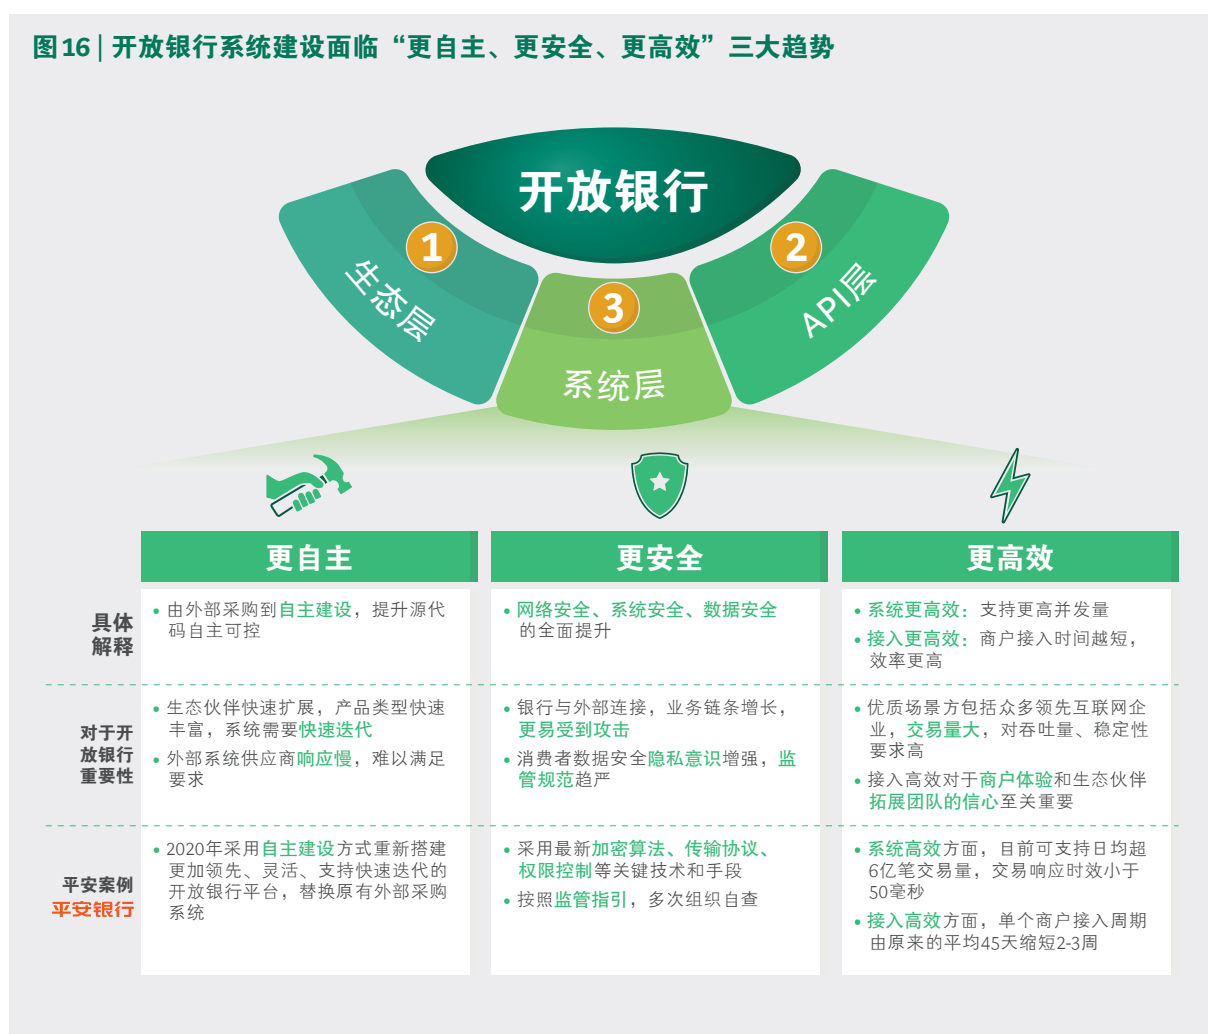 图16 | 开放银行系统建设面临“更自主、更安全、更高效”三大趋势
开放银行
1
生态层
2
API层
3
系统层
更自主
更安全
更高效
具体
解释
• 由外部采购到自主建设，提升源代
码自主可控
• 网络安全、系统安全、数据安全
的全面提升
• 系统更高效：支持更高并发量
• 接入更高效：商户接入时间越短，
效率更高
对于开
放银行
重要性
• 生态伙伴快速扩展，产品类型快速
丰富，系统需要快速迭代
• 外部系统供应商响应慢，难以满足
要求
• 银行与外部连接，业务链条增长，
更易受到攻击
• 消费者数据安全隐私意识增强，监
管规范趋严
• 优质场景方包括众多领先互联网企
业，交易量大，对吞吐量、稳定性
要求高
• 接入高效对于商户体验和生态伙伴
拓展团队的信心至关重要
平安案例
平安银行
• 2020年采用自主建设方式重新搭建
更加领先、灵活、支持快速迭代的
开放银行平台，替换原有外部采购
系统
• 采用最新加密算法、传输协议、
权限控制等关键技术和手段
• 按照监管指引，多次组织自查
• 系统高效方面，目前可支持日均超
6亿笔交易量，交易响应时效小于
50毫秒
• 接入高效方面，单个商户接入周期
由原来的平均45天缩短2-3周